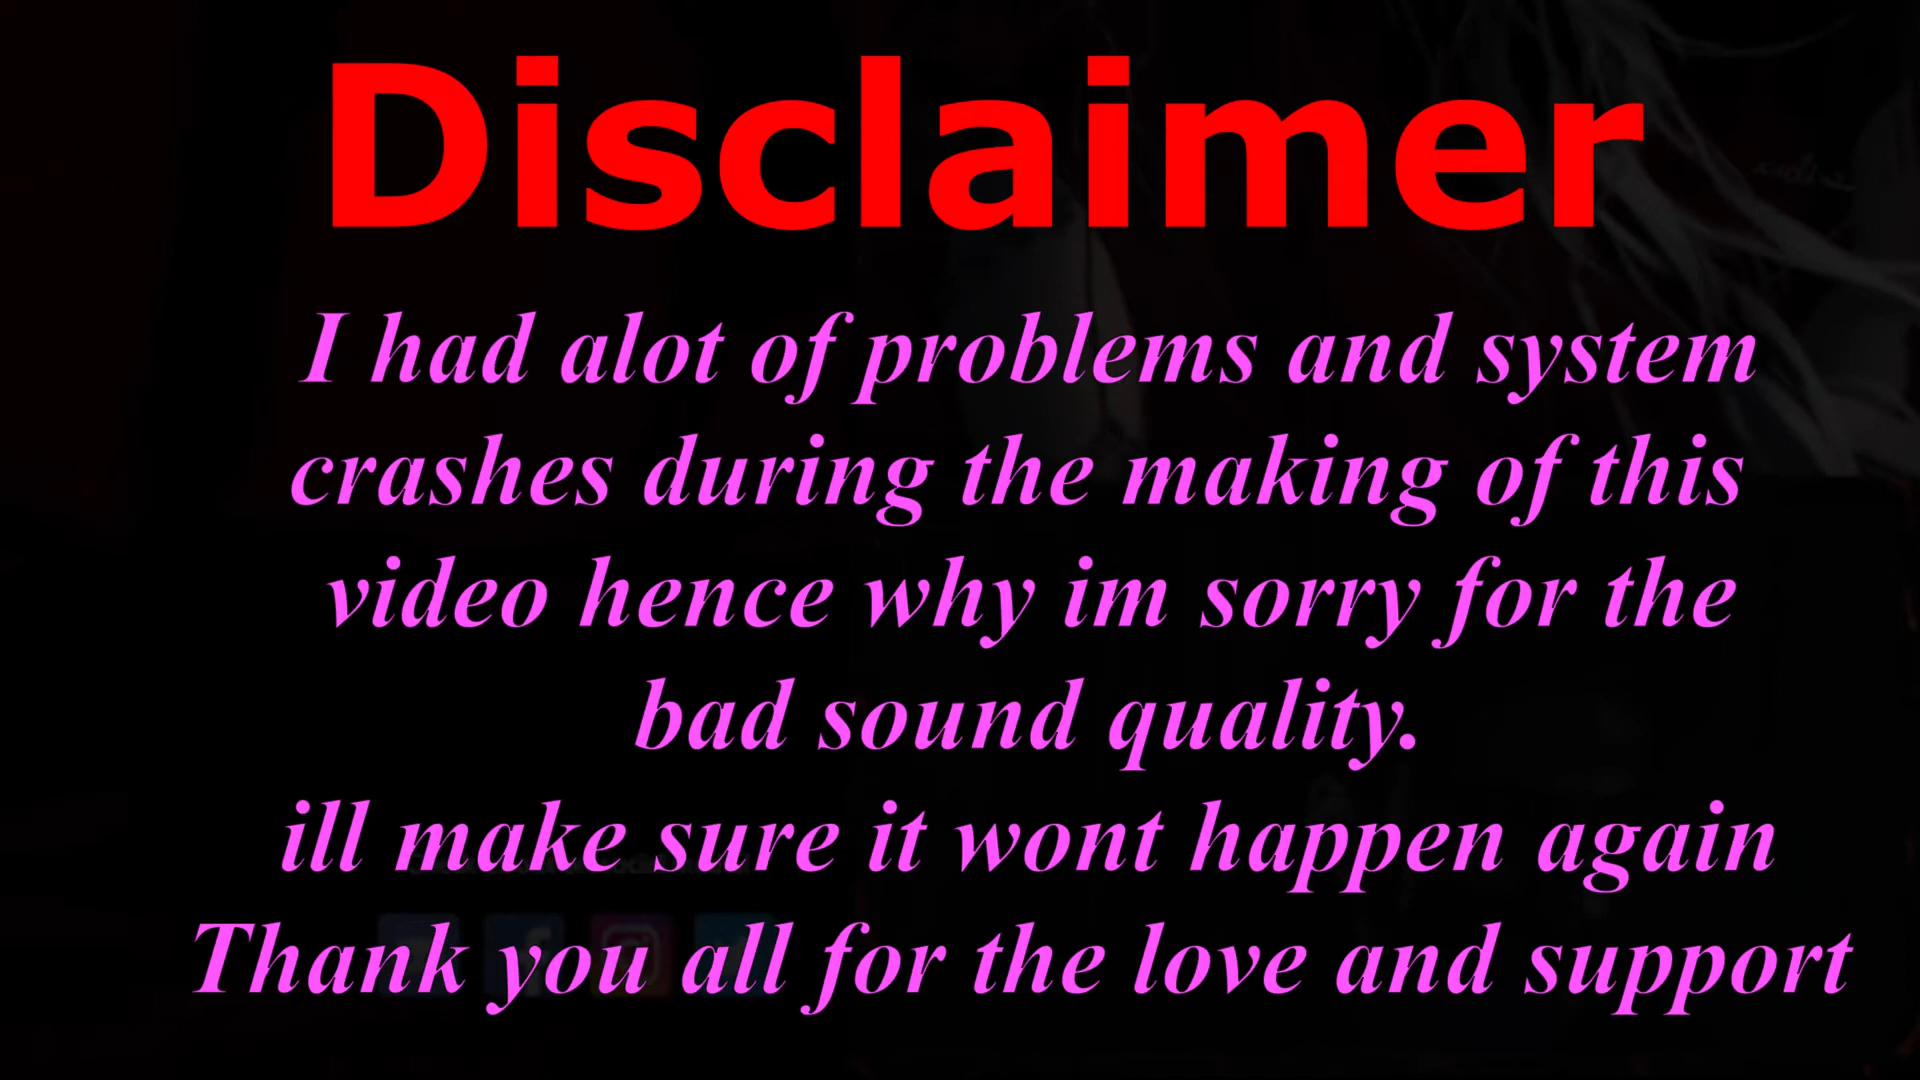 Disclaimer
I had alot of problems and system
crashes during the making of this
video hence why im sorry for the
bad sound quality.
ill make sure it wont happen again
Thank you all for the love and support